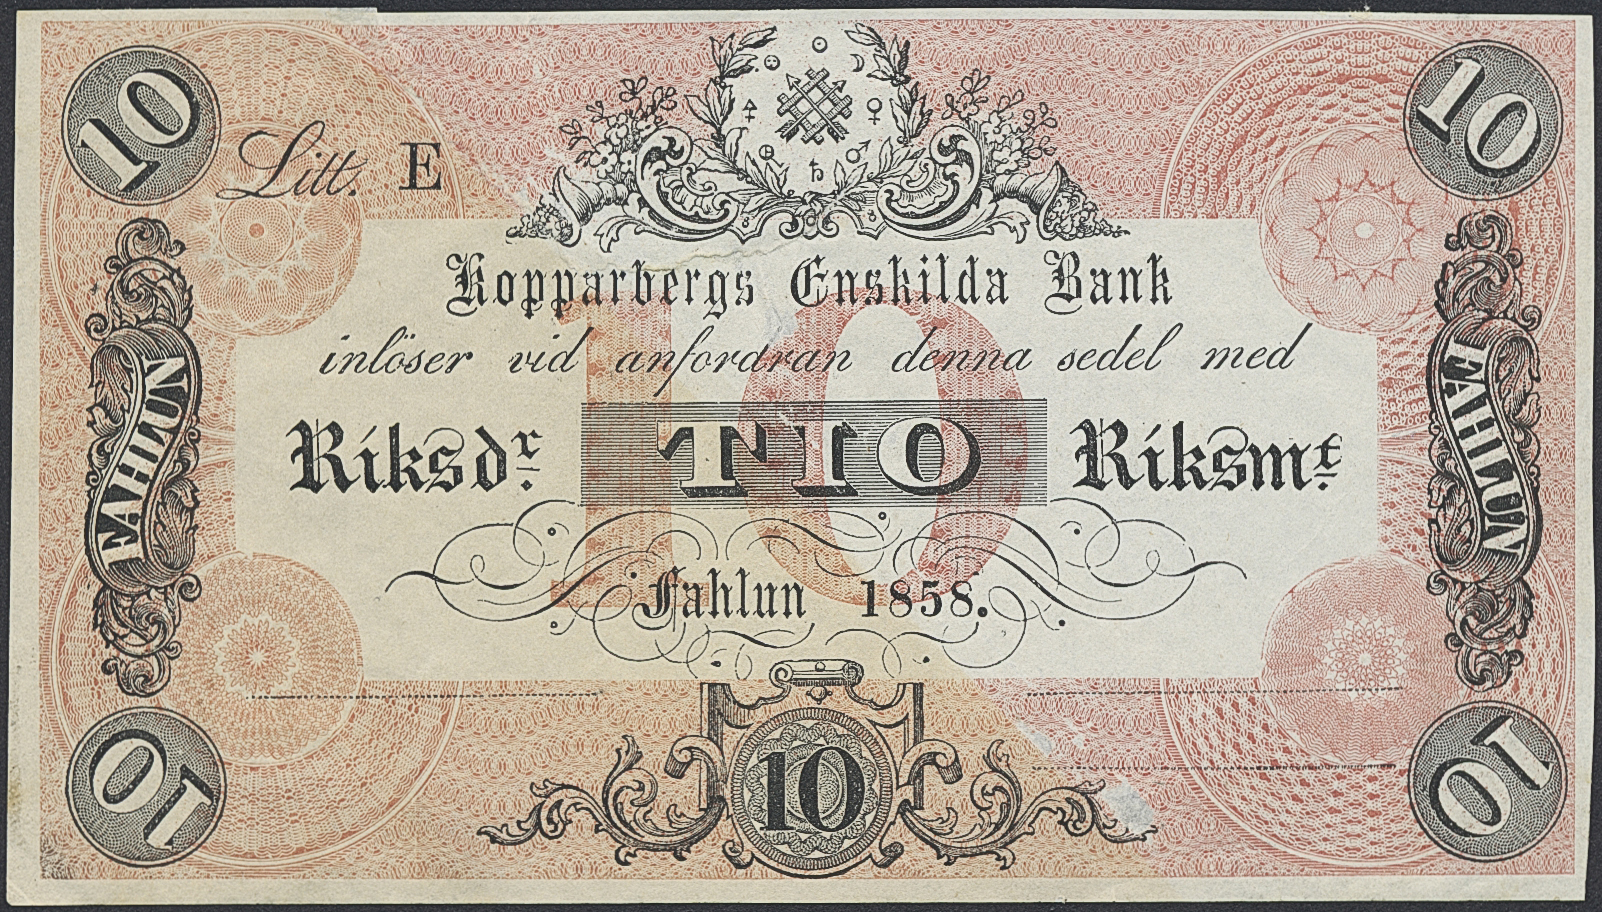 10 10
Litt. E
Kopparbergs Enskilda Bank
inlöser vid anfordran denna sedel med
10
Riksdr. TIO Riksmt.
FAHLUN FAHLUN
Fahlun 1858.
10 10 10